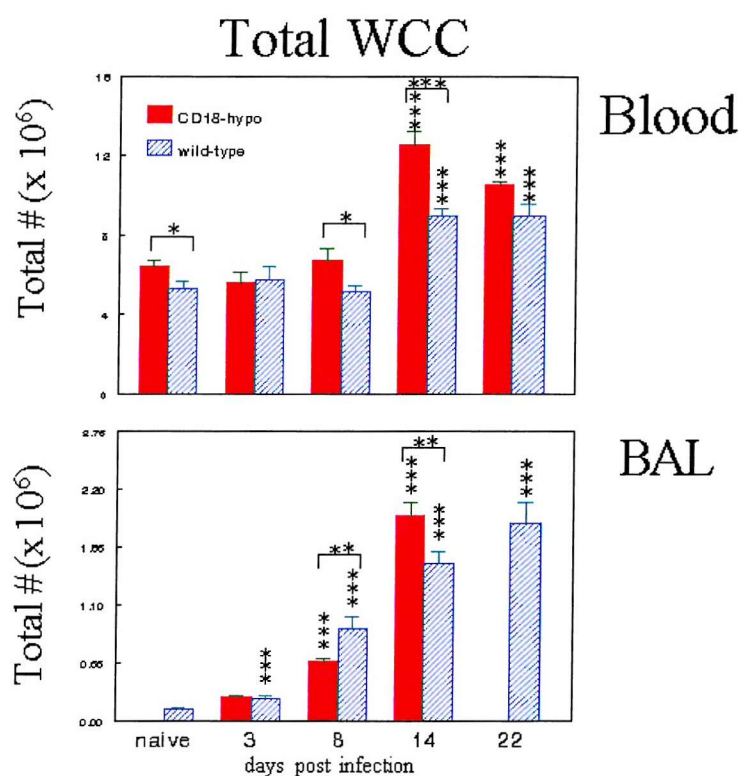 Total WCC
Blood
Total # (x 10⁶)
16
12
8
4
0
CD18-hypo
wild-type
*
*
***
***
***
***
***
BAL
Total # (x 10⁶)
2.75
2.20
1.65
1.10
0.55
0.00
***
***
**
***
***
**
***
***
naive 3 8 14 22
days post infection